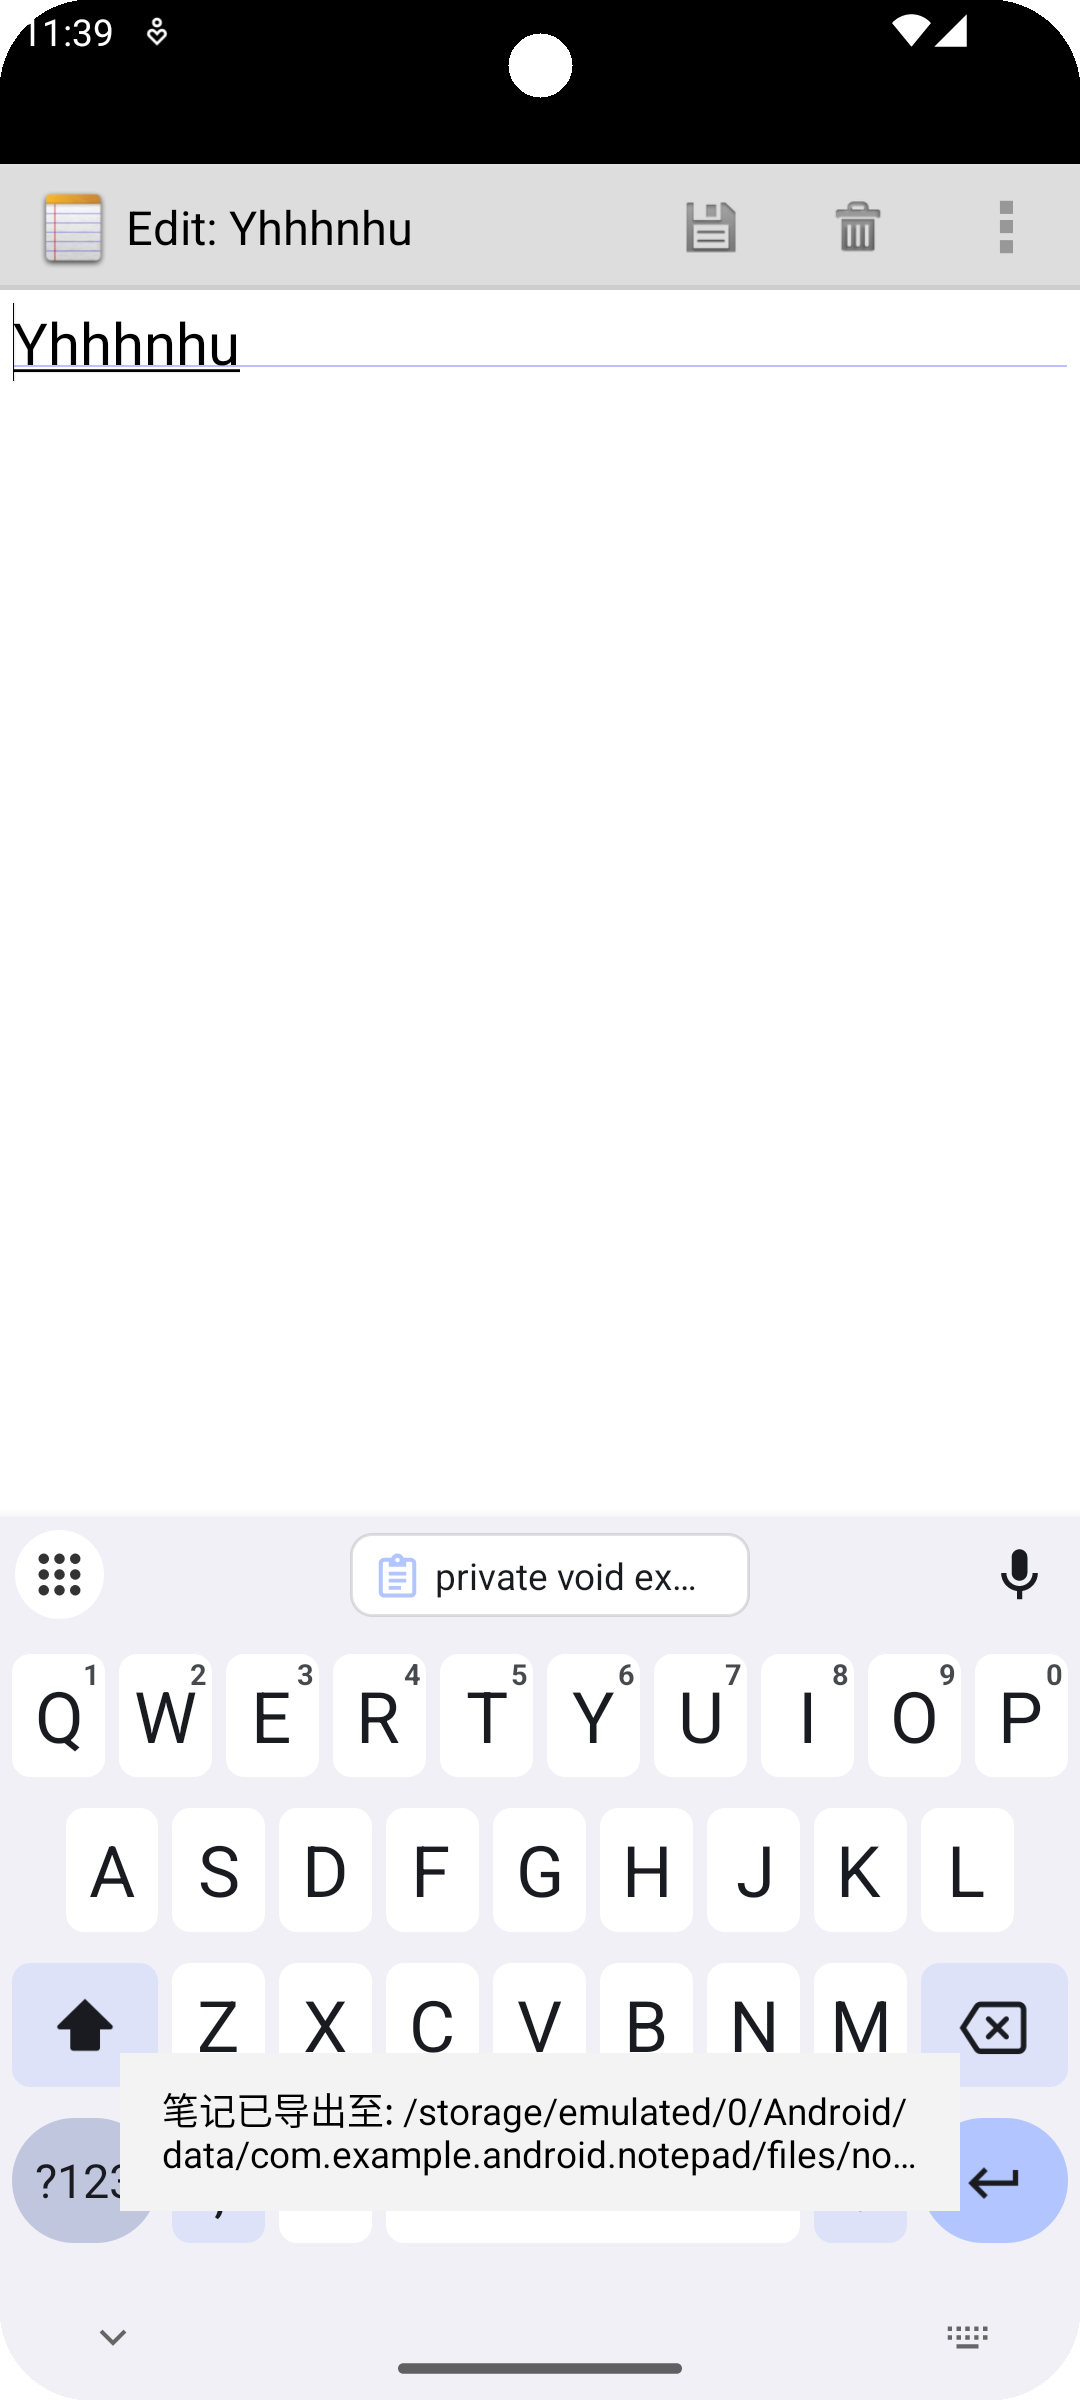 11:39
Edit: Yhhhnhu
Yhhhnhu
private void ex...
Q 1 W 2 E 3 R 4 T 5 Y 6 U 7 I 8 O 9 P 0
A S D F G H J K L
Z X C V B N M
?123
笔记已导出至: /storage/emulated/0/Android/
data/com.example.android.notepad/files/no...